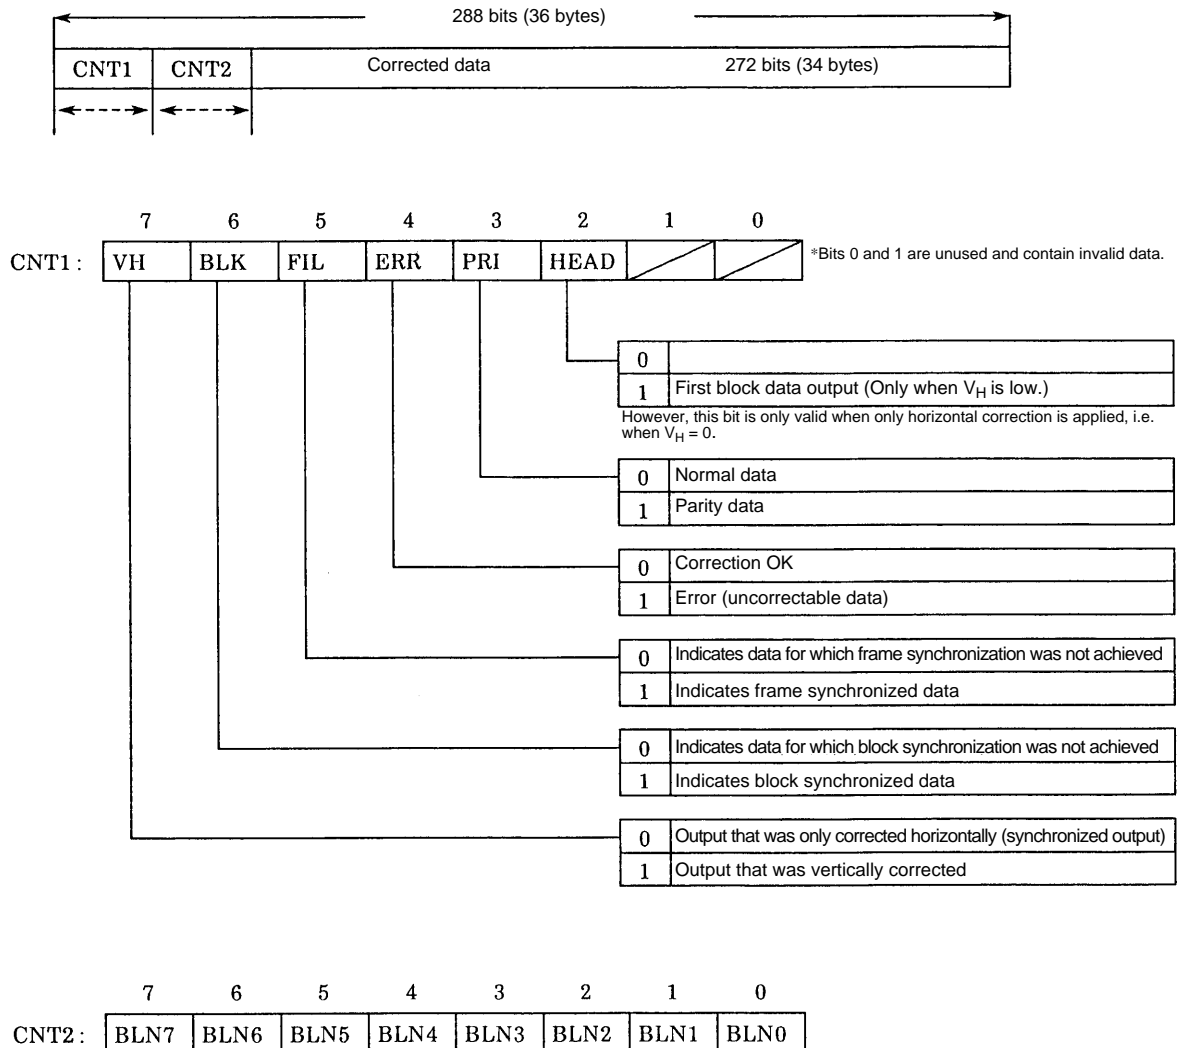 288 bits (36 bytes)
CNT1 CNT2 Corrected data 272 bits (34 bytes)
7 6 5 4 3 2 1 0
CNT1: VH BLK FIL ERR PRI HEAD *Bits 0 and 1 are unused and contain invalid data.
0
1 First block data output (Only when VH is low.)
However, this bit is only valid when only horizontal correction is applied, i.e.
when VH = 0.
0 Normal data
1 Parity data
0 Correction OK
1 Error (uncorrectable data)
0 Indicates data for which frame synchronization was not achieved
1 Indicates frame synchronized data
0 Indicates data for which block synchronization was not achieved
1 Indicates block synchronized data
0 Output that was only corrected horizontally (synchronized output)
1 Output that was vertically corrected
7 6 5 4 3 2 1 0
CNT2: BLN7 BLN6 BLN5 BLN4 BLN3 BLN2 BLN1 BLN0